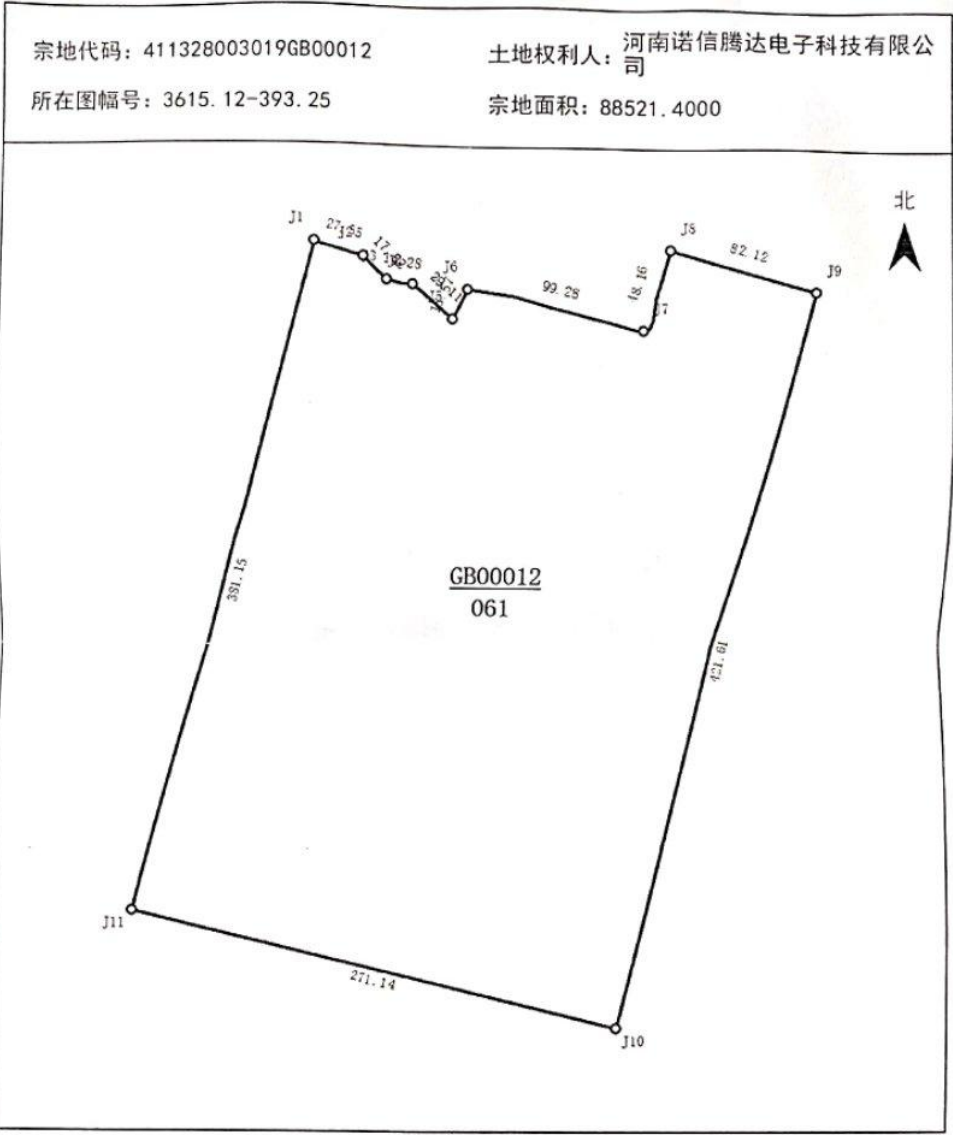 宗地代码：411328003019GB00012
土地权利人：河南诺信腾达电子科技有限公
司
所在图幅号：3615.12-393.25
宗地面积：88521.4000
北
J1
J6
J8
82.12
J9
99.28
48.16
J7
GB00012
061
381.15
421.61
J11
271.14
J10